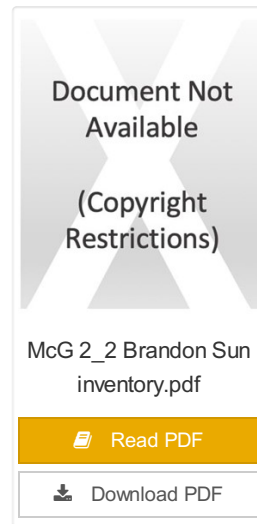 Document Not
Available
(Copyright
Restrictions)
McG 2_2 Brandon Sun
inventory.pdf
Read PDF
Download PDF